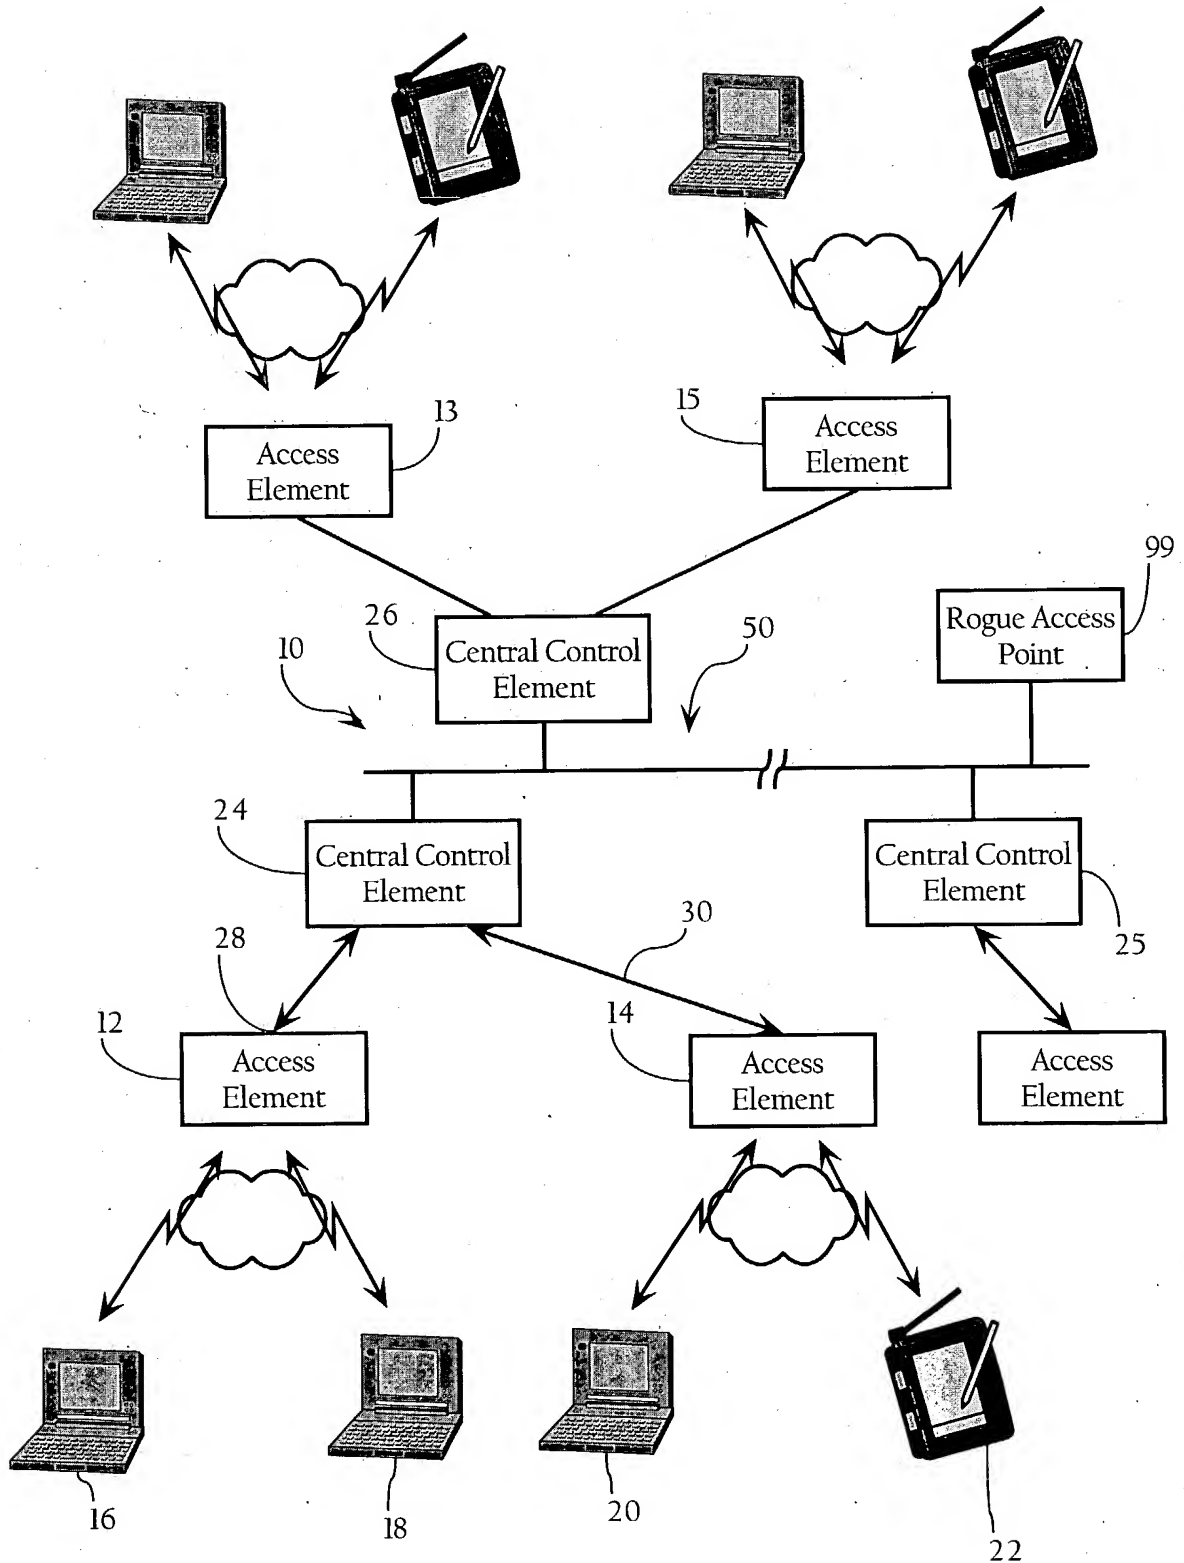 13
15
Access
Element
Access
Element
99
26
10
50
Central Control
Element
Rogue Access
Point
24
Central Control
Element
Central Control
Element
25
28
30
12
14
Access
Element
Access
Element
Access
Element
16
18
20
22